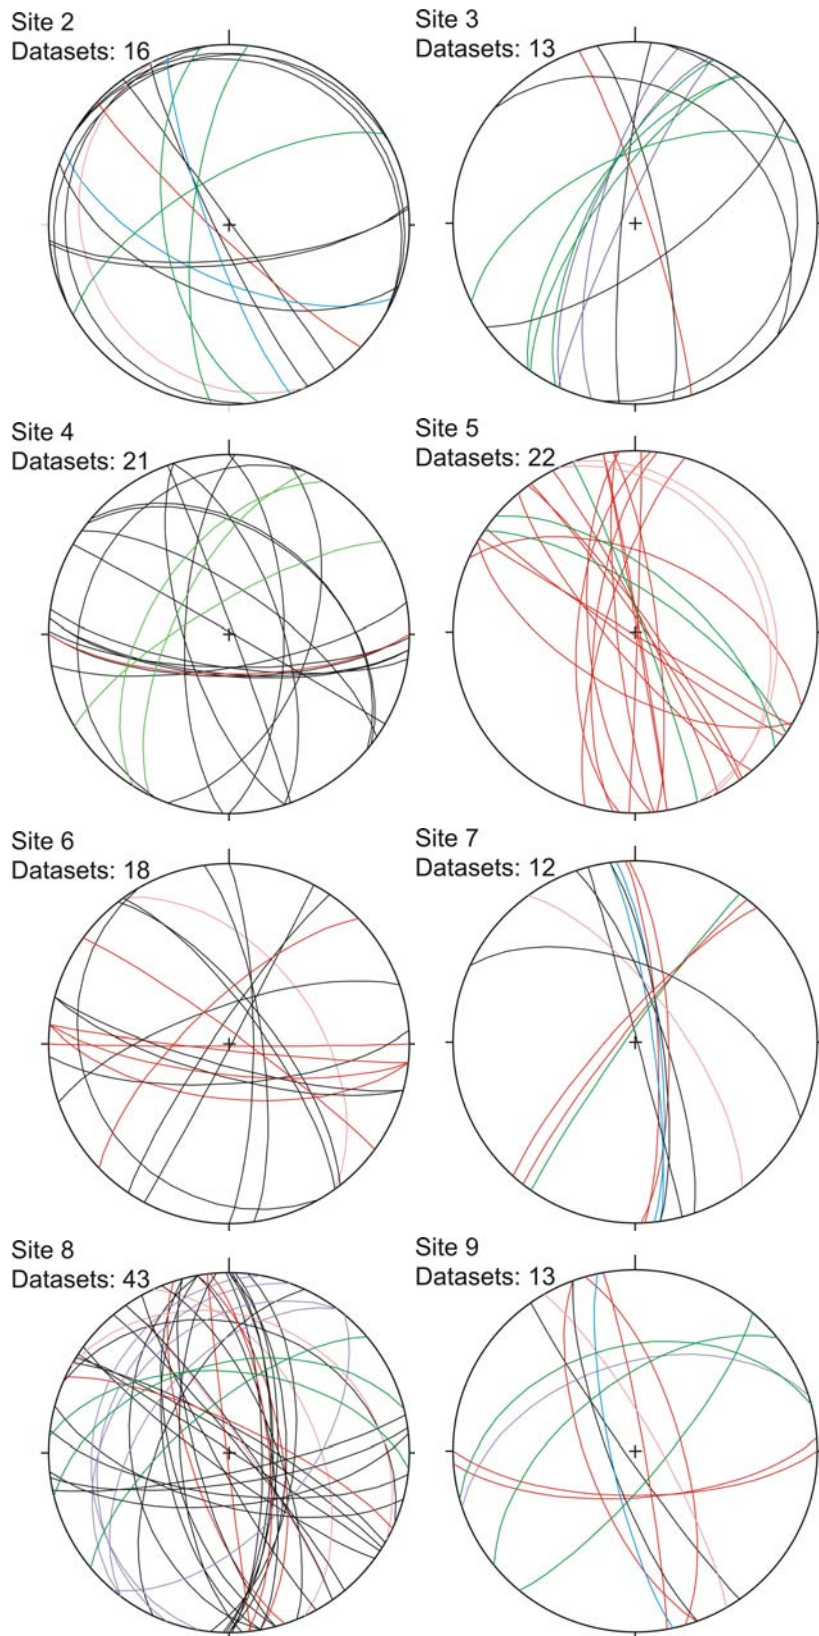 Site 2
Datasets: 16
Site 3
Datasets: 13
Site 4
Datasets: 21
Site 5
Datasets: 22
Site 6
Datasets: 18
Site 7
Datasets: 12
Site 8
Datasets: 43
Site 9
Datasets: 13